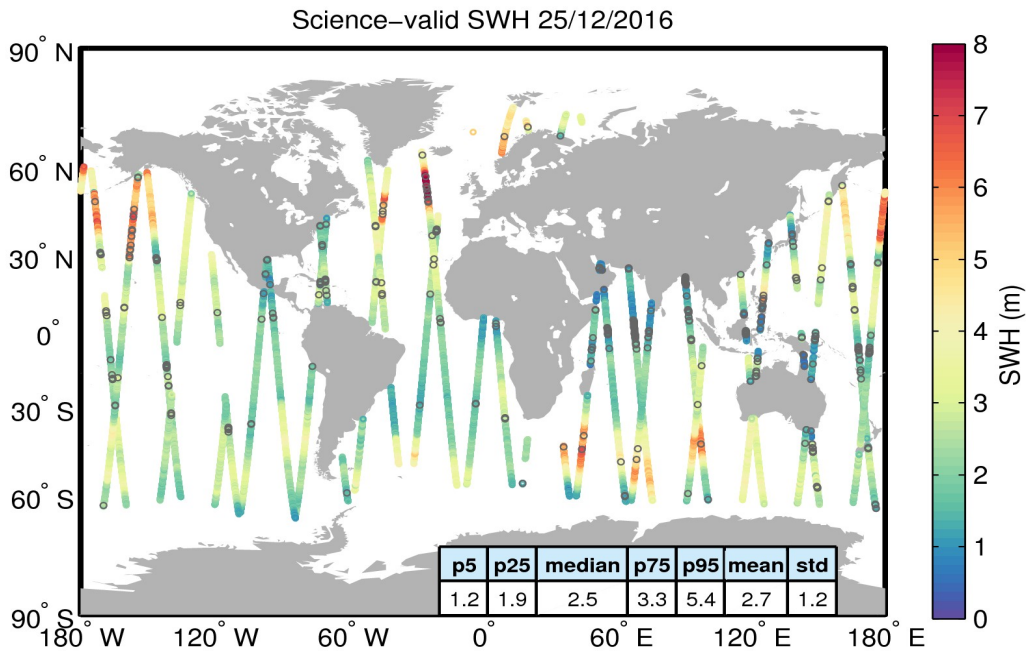 Science−valid SWH 25/12/2016
90° N
60° N
30° N
0°
30° S
60° S
90° S
180° W
120° W
60° W
0°
60° E
120° E
180° E
p5 p25 median p75 p95 mean std
1.2 1.9 2.5 3.3 5.4 2.7 1.2
8
7
6
5
4
3
2
1
0
SWH (m)